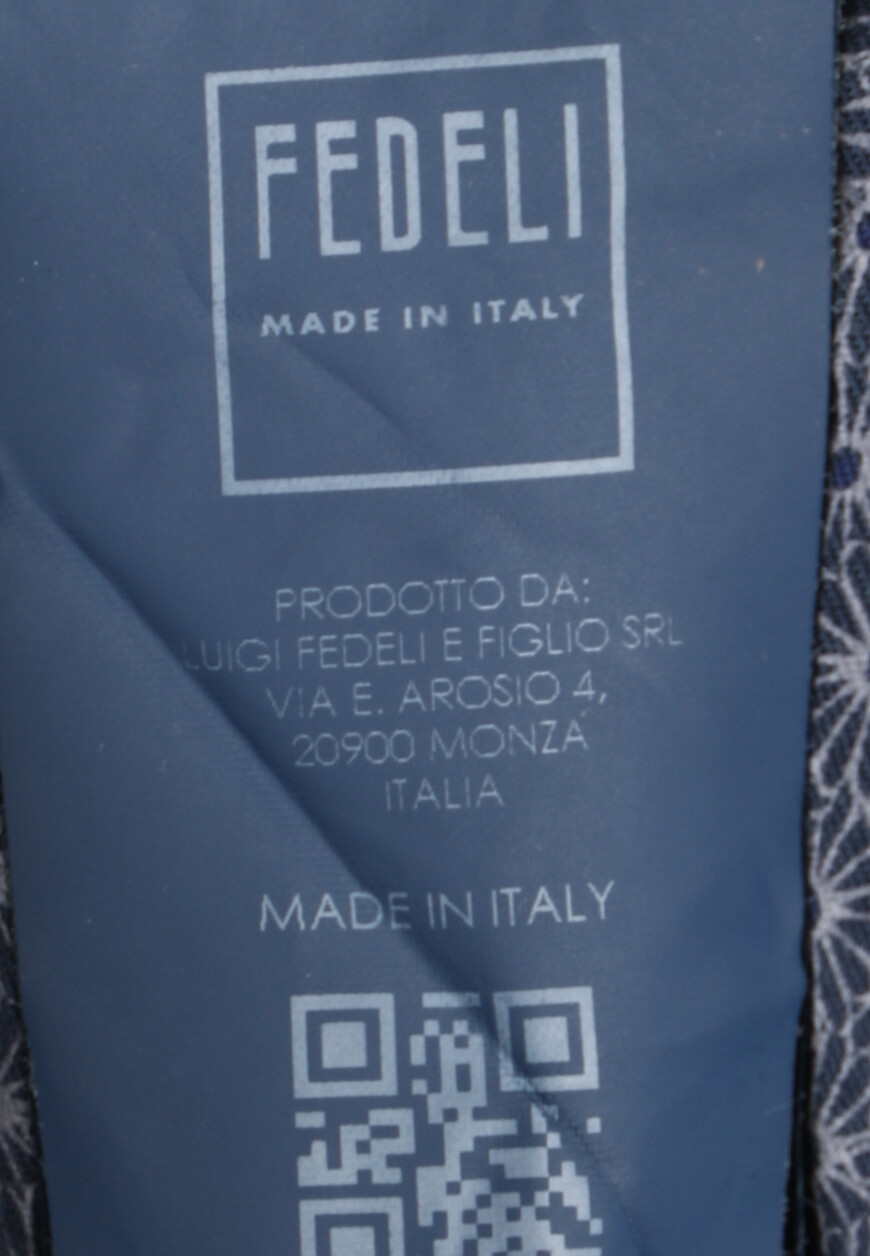 FEDELI
MADE IN ITALY
PRODOTTO DA:
LUIGI FEDELI E FIGLIO SRL
VIA E. AROSIO 4,
20900 MONZA
ITALIA
MADE IN ITALY